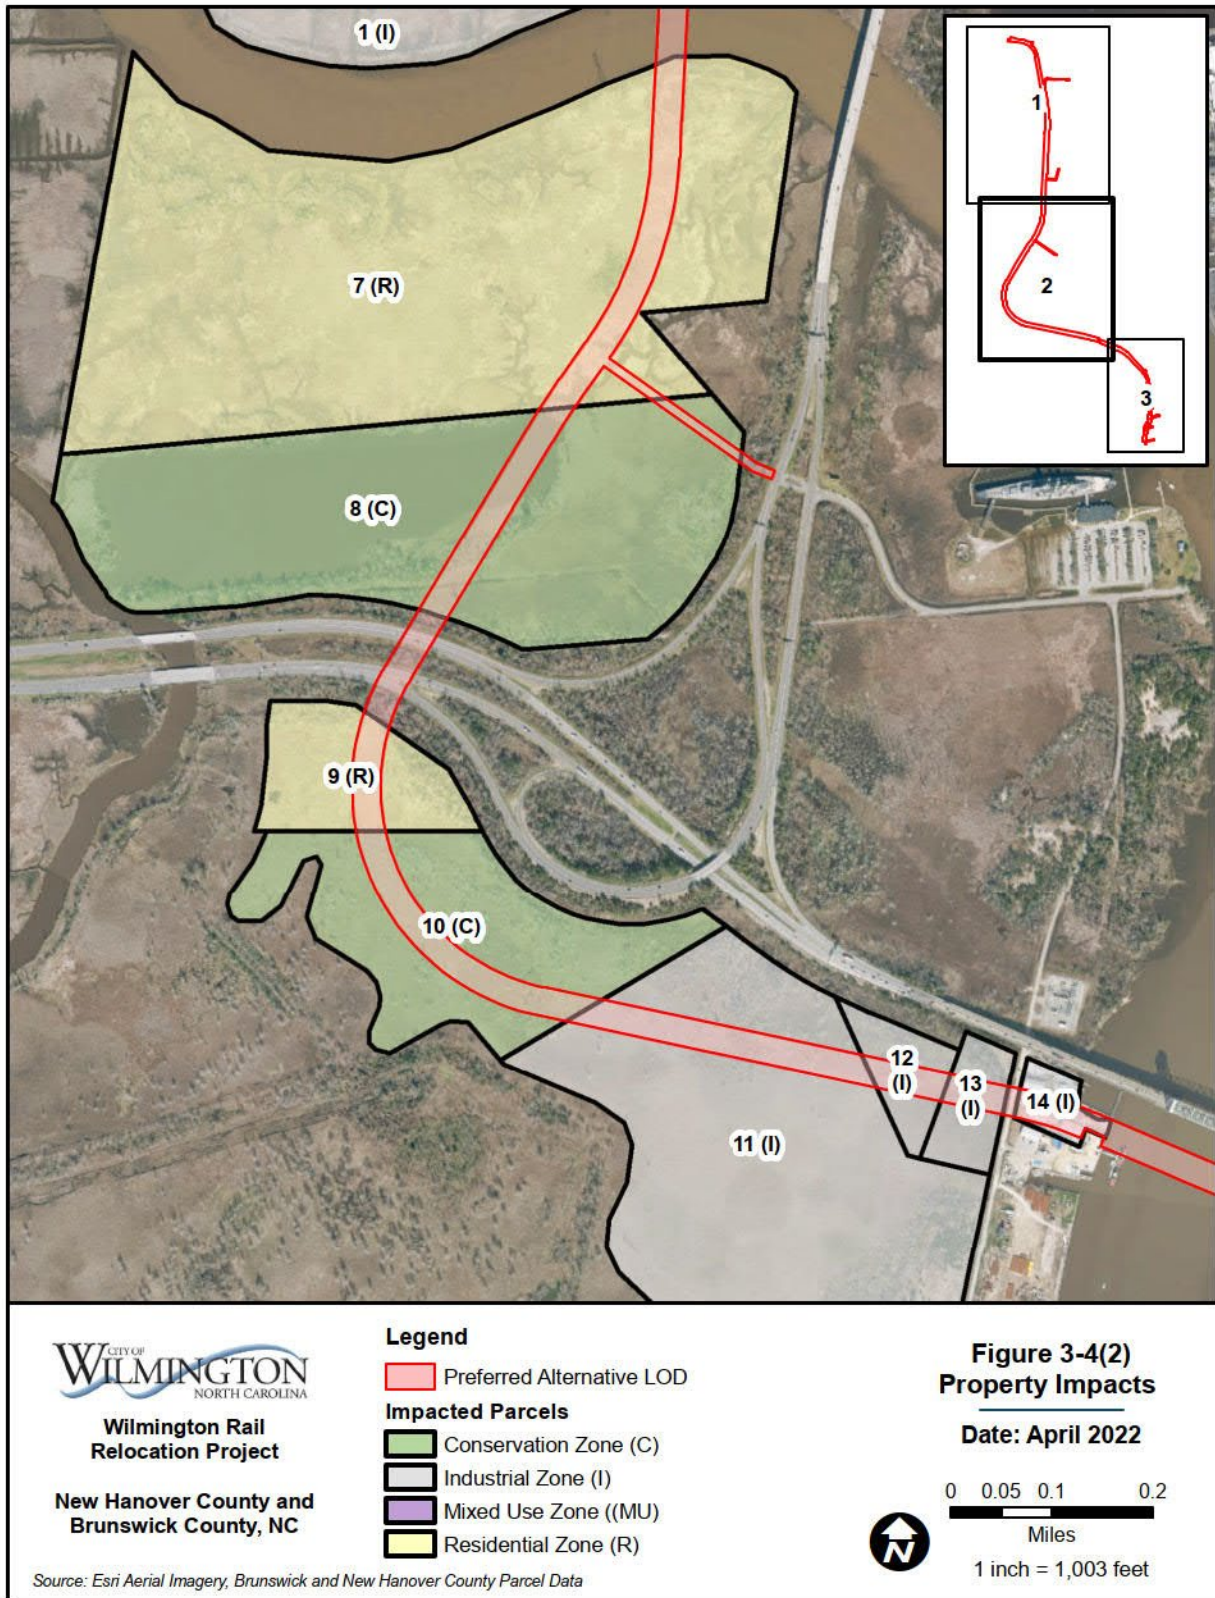 1 (I)
1
2
3
7 (R)
8 (C)
9 (R)
10 (C)
12
(I)
13
(I)
14 (I)
11 (I)
CITY OF
WILMINGTON
NORTH CAROLINA
Wilmington Rail
Relocation Project
New Hanover County and
Brunswick County, NC
Source: Esri Aerial Imagery, Brunswick and New Hanover County Parcel Data
Legend
Preferred Alternative LOD
Impacted Parcels
Conservation Zone (C)
Industrial Zone (I)
Mixed Use Zone ((MU)
Residential Zone (R)
Figure 3-4(2)
Property Impacts
Date: April 2022
0 0.05 0.1 0.2
Miles
1 inch = 1,003 feet
N